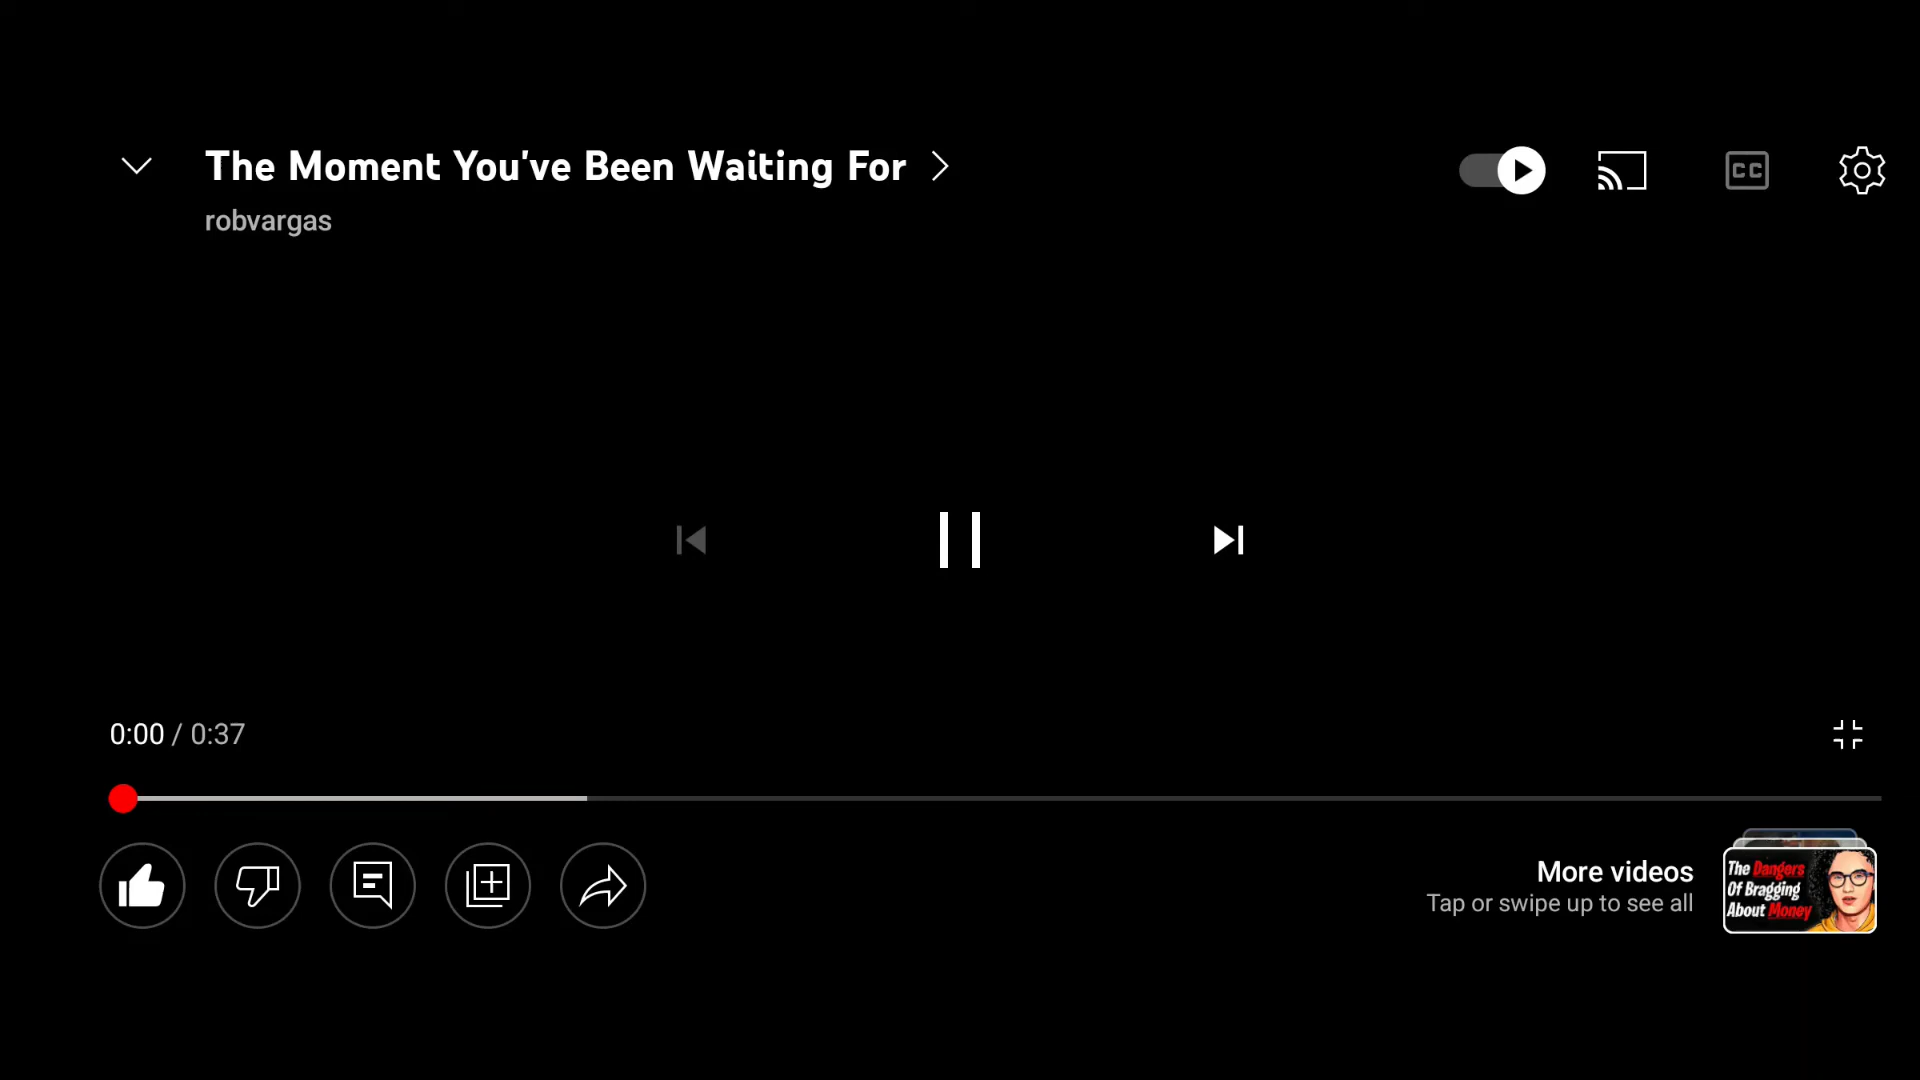 The Moment You've Been Waiting For
robvargas
CC
0:00 / 0:37
More videos
Tap or swipe up to see all
The Dangers
Of Bragging
About Money